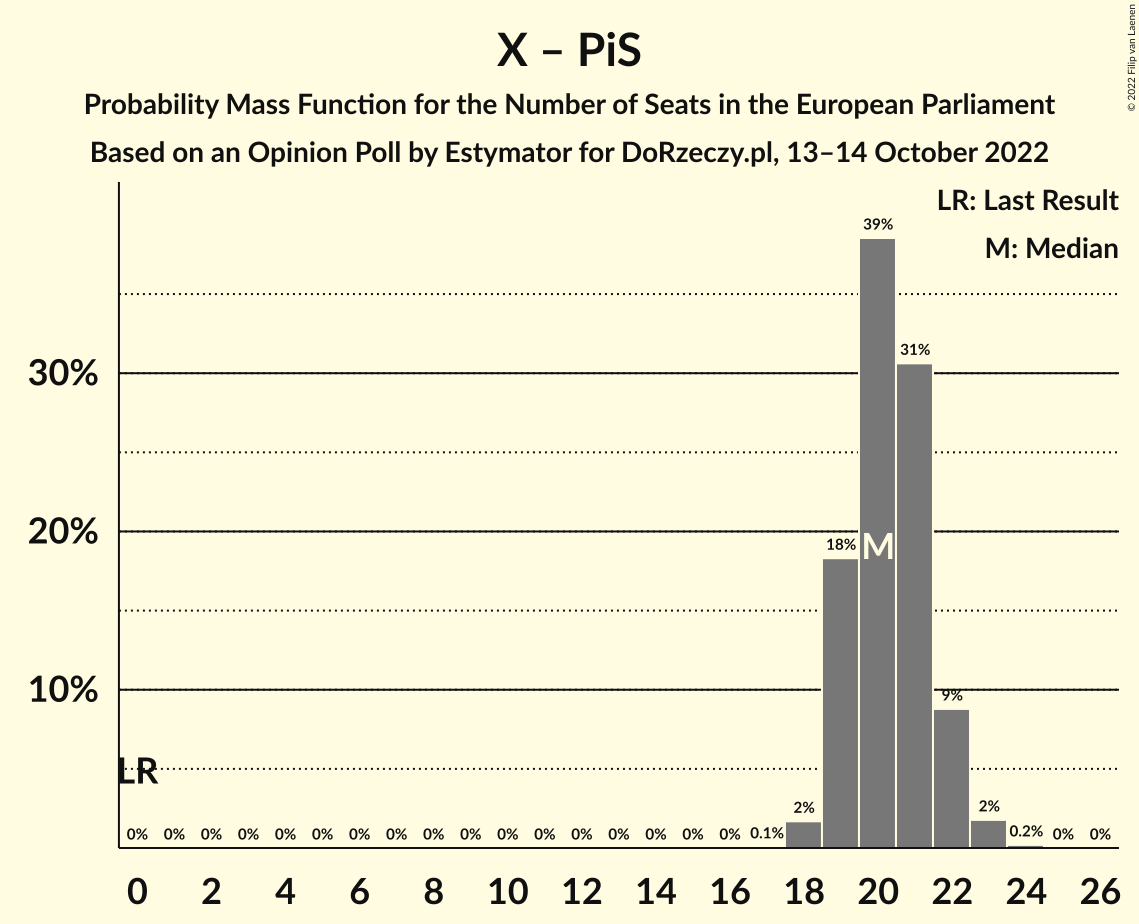 X – PiS
Probability Mass Function for the Number of Seats in the European Parliament
Based on an Opinion Poll by Estymator for DoRzeczy.pl, 13–14 October 2022
© 2022 Filip van Laenen
LR: Last Result
M: Median
39%
31%
30%
20%
18%
M
10%
9%
LR
0% 0% 0% 0% 0% 0% 0% 0% 0% 0% 0% 0% 0% 0% 0% 0% 0% 0.1% 2% 2% 0.2% 0% 0%
0 2 4 6 8 10 12 14 16 18 20 22 24 26